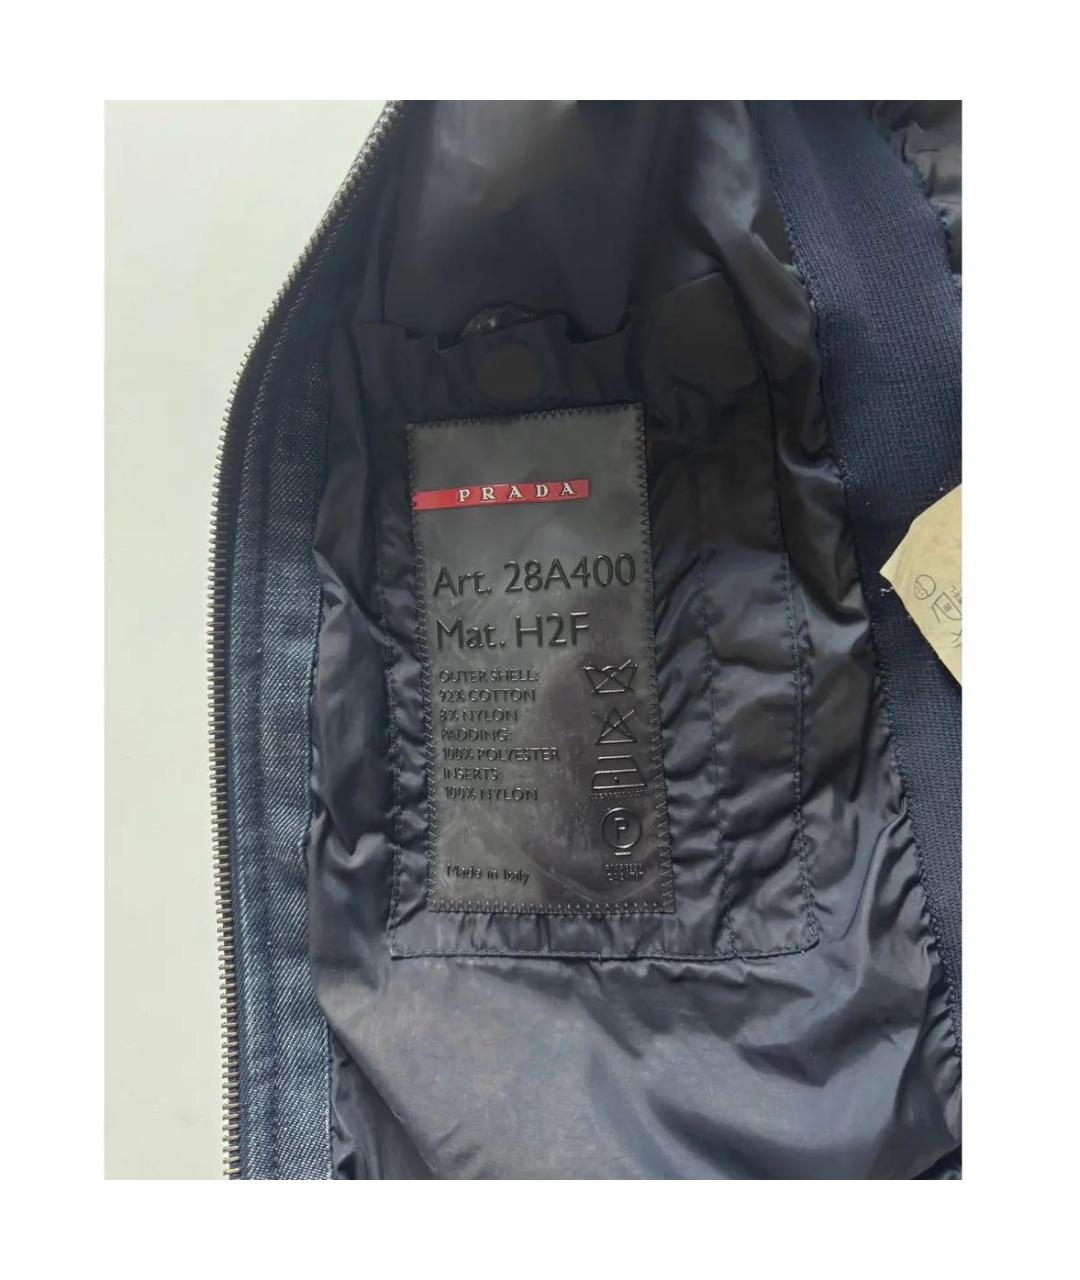 PRADA
Art. 28A400
Mat. H2F
OUTER SHELL:
92% COTTON
8% NYLON
PADDING:
100% POLYESTER
INSERTS:
100% NYLON
P
Made in Italy